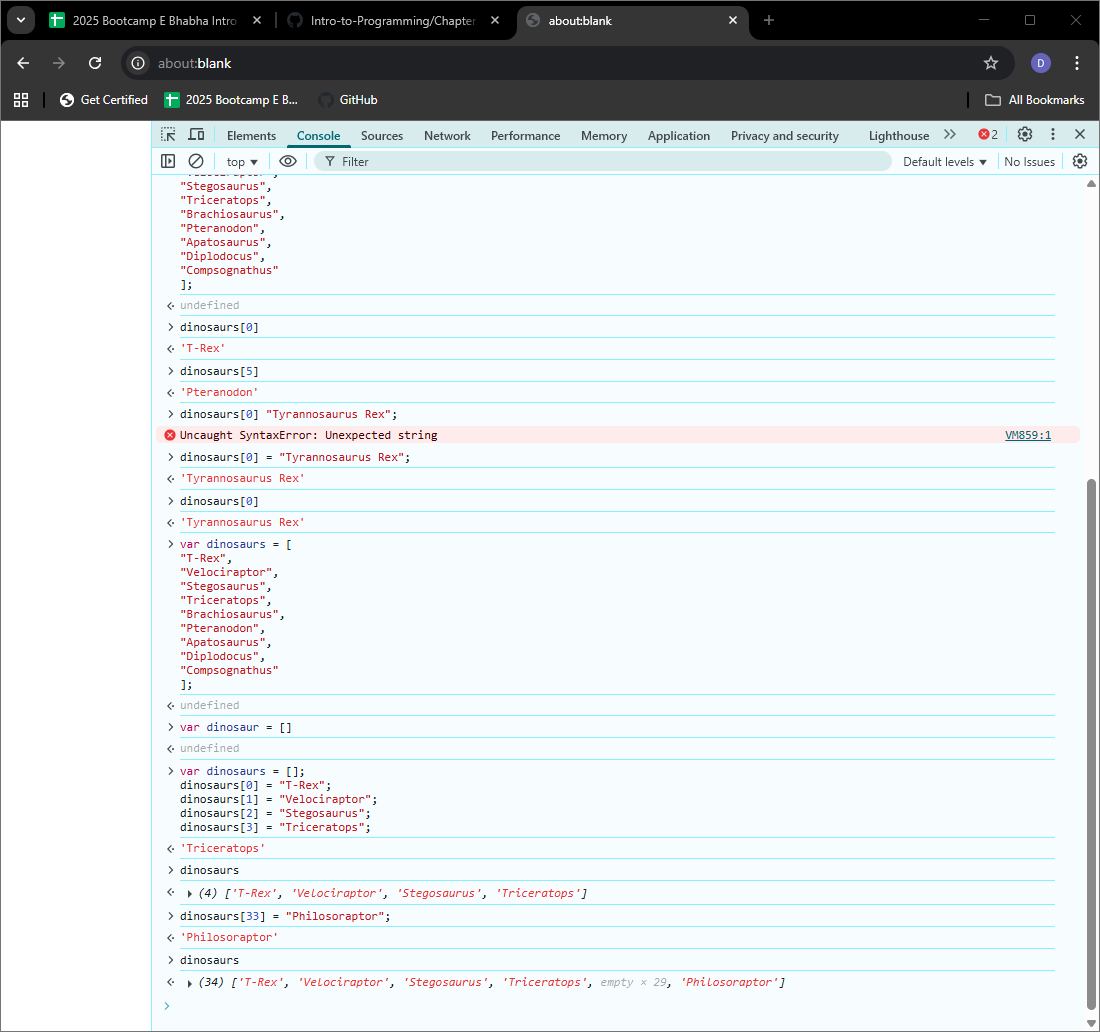 2025 Bootcamp E Bhabha Intro
Intro-to-Programming/Chapter
about:blank
about:blank
D
Get Certified
2025 Bootcamp E B...
GitHub
All Bookmarks
Elements
Console
Sources
Network
Performance
Memory
Application
Privacy and security
Lighthouse
2
top
Filter
Default levels
No Issues
"Stegosaurus",
"Triceratops",
"Brachiosaurus",
"Pteranodon",
"Apatosaurus",
"Diplodocus",
"Compsognathus"
];
undefined
dinosaurs[0]
'T-Rex'
dinosaurs[5]
'Pteranodon'
dinosaurs[0] "Tyrannosaurus Rex";
Uncaught SyntaxError: Unexpected string VM859:1
dinosaurs[0] = "Tyrannosaurus Rex";
'Tyrannosaurus Rex'
dinosaurs[0]
'Tyrannosaurus Rex'
var dinosaurs = [
"T-Rex",
"Velociraptor",
"Stegosaurus",
"Triceratops",
"Brachiosaurus",
"Pteranodon",
"Apatosaurus",
"Diplodocus",
"Compsognathus"
];
undefined
var dinosaur = []
undefined
var dinosaurs = [];
dinosaurs[0] = "T-Rex";
dinosaurs[1] = "Velociraptor";
dinosaurs[2] = "Stegosaurus";
dinosaurs[3] = "Triceratops";
'Triceratops'
dinosaurs
(4) ['T-Rex', 'Velociraptor', 'Stegosaurus', 'Triceratops']
dinosaurs[33] = "Philosoraptor";
'Philosoraptor'
dinosaurs
(34) ['T-Rex', 'Velociraptor', 'Stegosaurus', 'Triceratops', empty × 29, 'Philosoraptor']